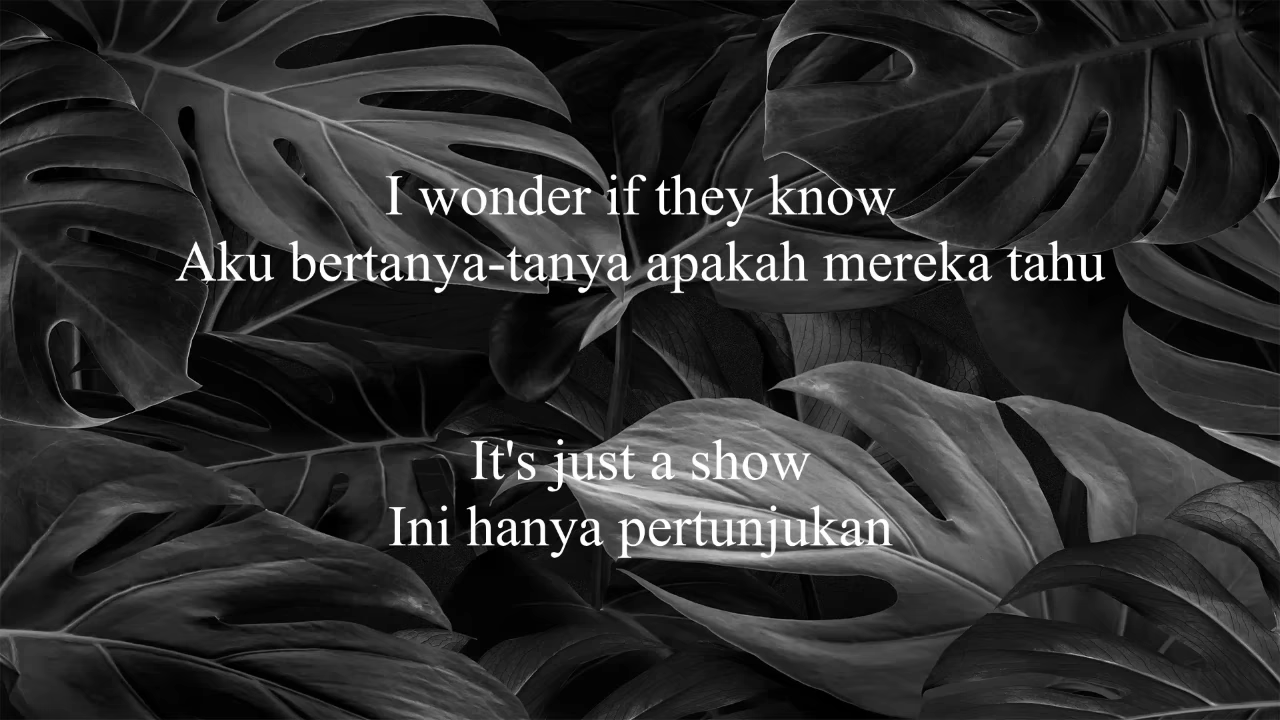 I wonder if they know
Aku bertanya-tanya apakah mereka tahu
It's just a show
Ini hanya pertunjukan